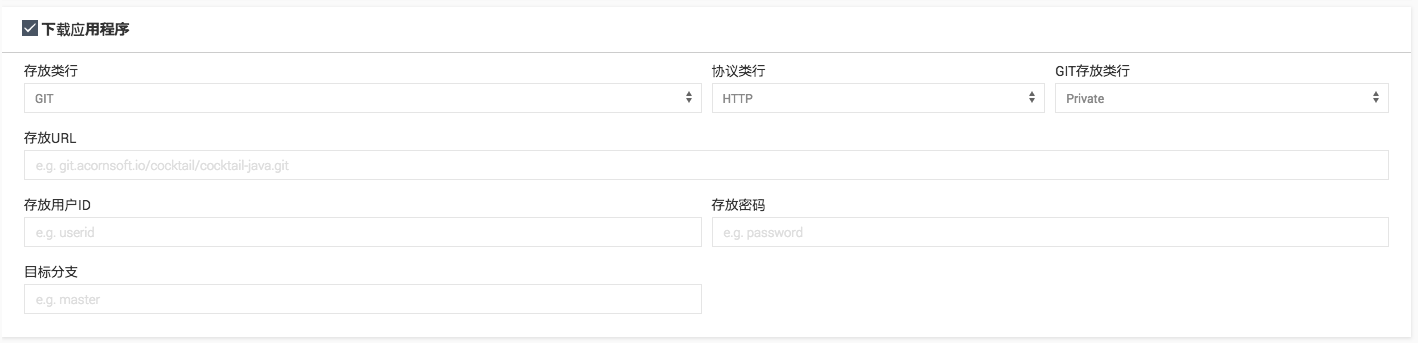 下载应用程序
存放类行 协议类行 GIT存放类行
GIT HTTP Private
存放URL
e.g. git.acornsoft.io/cocktail/cocktail-java.git
存放用户ID 存放密码
e.g. userid e.g. password
目标分支
e.g. master